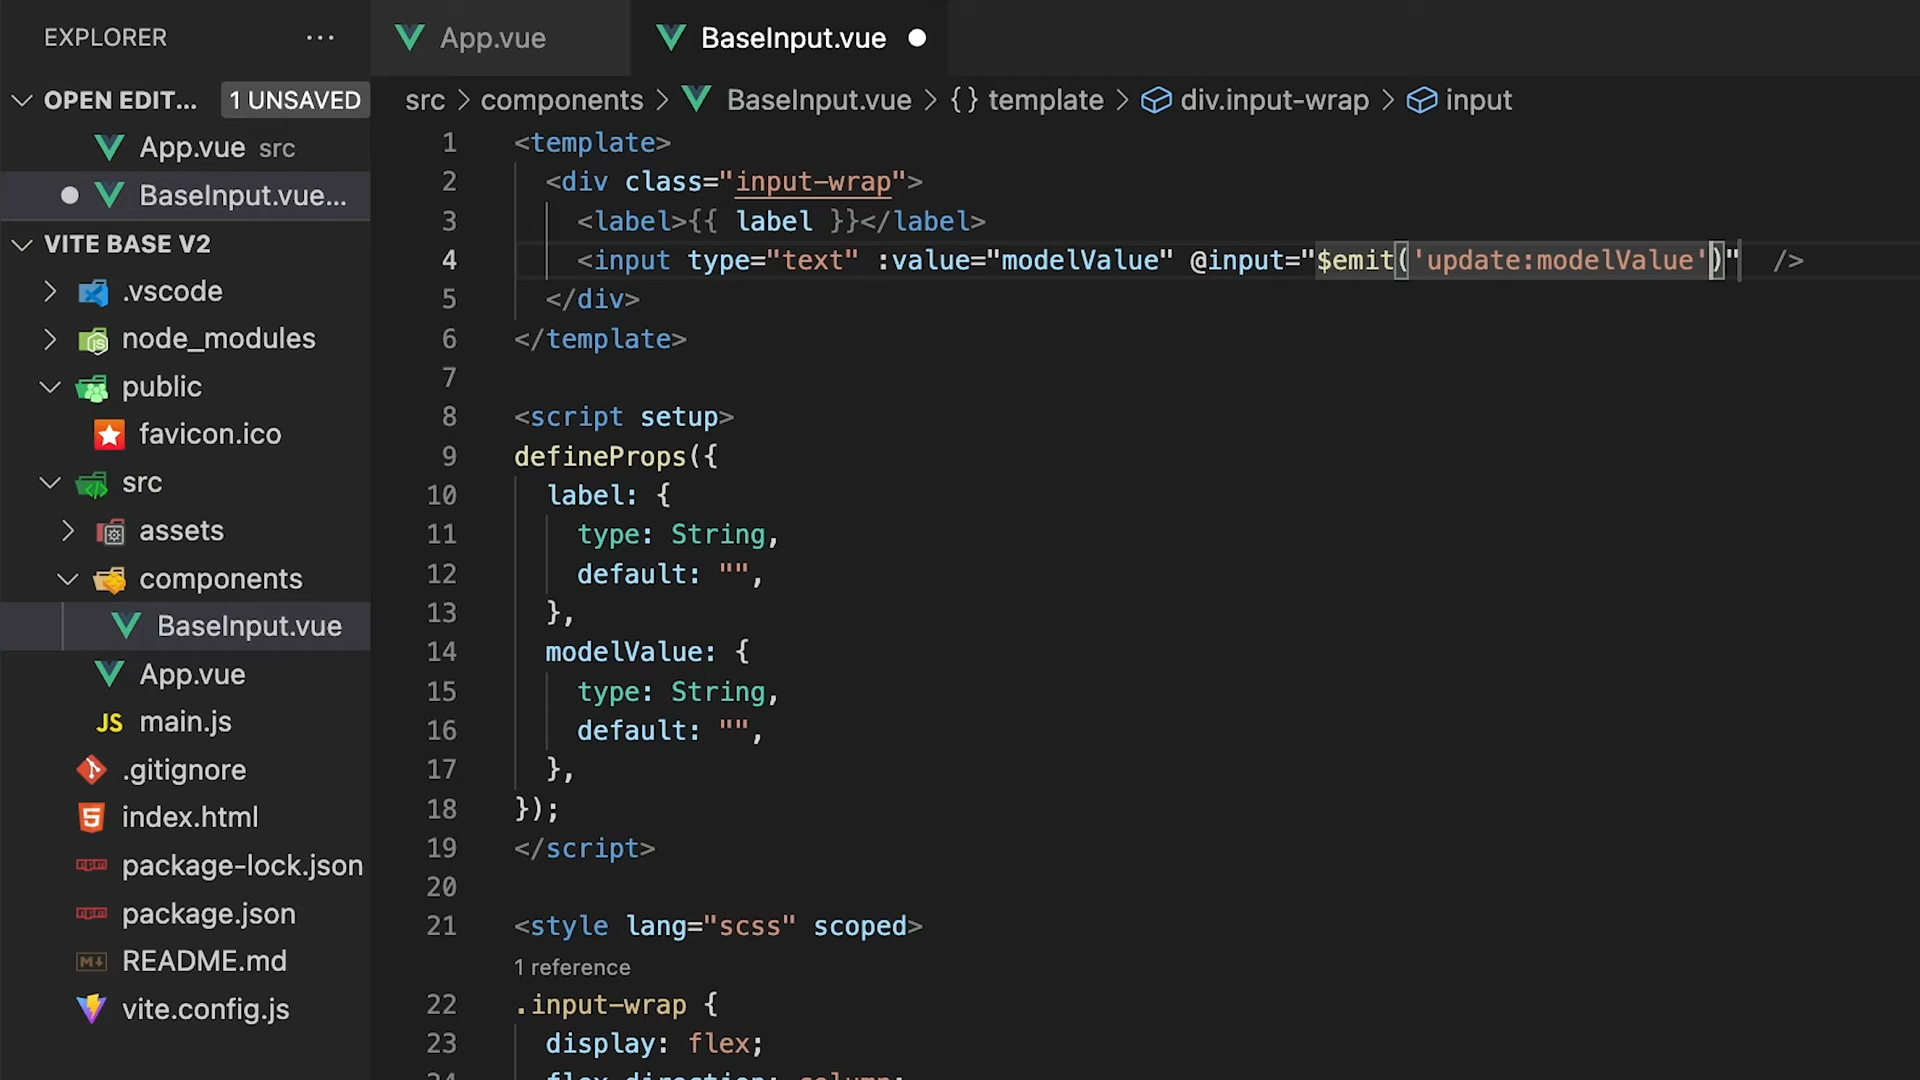 EXPLORER ...
OPEN EDIT... 1 UNSAVED
App.vue src
BaseInput.vue...
VITE BASE V2
.vscode
node_modules
public
favicon.ico
src
assets
components
BaseInput.vue
App.vue
JS main.js
.gitignore
index.html
package-lock.json
package.json
README.md
vite.config.js
App.vue BaseInput.vue
src > components > BaseInput.vue > {} template > div.input-wrap > input
1 <template>
2 <div class="input-wrap">
3 <label>{{ label }}</label>
4 <input type="text" :value="modelValue" @input="$emit('update:modelValue')" />
5 </div>
6 </template>
7
8 <script setup>
9 defineProps({
10 label: {
11 type: String,
12 default: "",
13 },
14 modelValue: {
15 type: String,
16 default: "",
17 },
18 });
19 </script>
20
21 <style lang="scss" scoped>
1 reference
22 .input-wrap {
23 display: flex;
24 flex-direction: column;